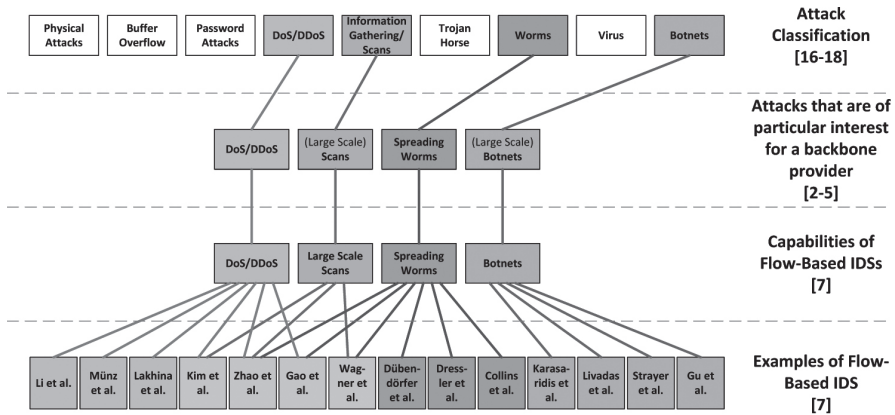 Physical
Attacks
Buffer
Overflow
Password
Attacks
DoS/DDoS
Information
Gathering/
Scans
Trojan
Horse
Worms
Virus
Botnets
Attack
Classification
[16-18]
DoS/DDoS
(Large Scale)
Scans
Spreading
Worms
(Large Scale)
Botnets
Attacks that are of
particular interest
for a backbone
provider
[2-5]
DoS/DDoS
Large Scale
Scans
Spreading
Worms
Botnets
Capabilities of
Flow-Based IDSs
[7]
Li et al.
Münz
et al.
Lakhina
et al.
Kim et
al.
Zhao et
al.
Gao et
al.
Wag-
ner et
al.
Düben-
dörfer
et al.
Dress-
ler et al.
Collins
et al.
Karasa-
ridis et
al.
Livadas
et al.
Strayer
et al.
Gu et
al.
Examples of Flow-
Based IDS
[7]